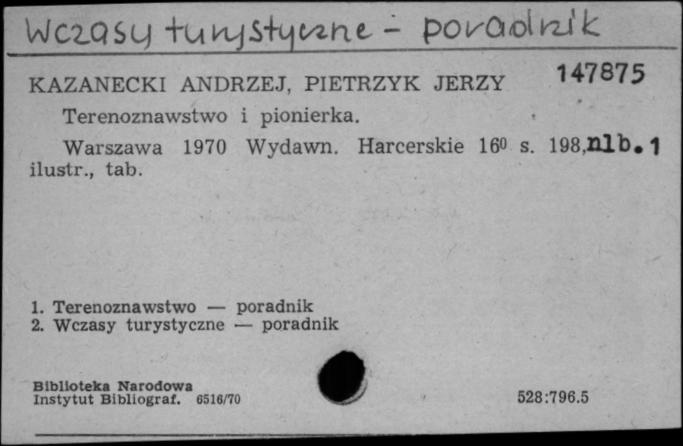 Wczasy turystyczne - poradnik
147875
KAZANECKI ANDRZEJ, PIETRZYK JERZY
Terenoznawstwo i pionierka.
Warszawa 1970 Wydawn. Harcerskie 16⁰ s. 198,nlb.1
ilustr., tab.
1. Terenoznawstwo — poradnik
2. Wczasy turystyczne — poradnik
Biblioteka Narodowa
Instytut Bibliograf. 6516/70
528:796.5